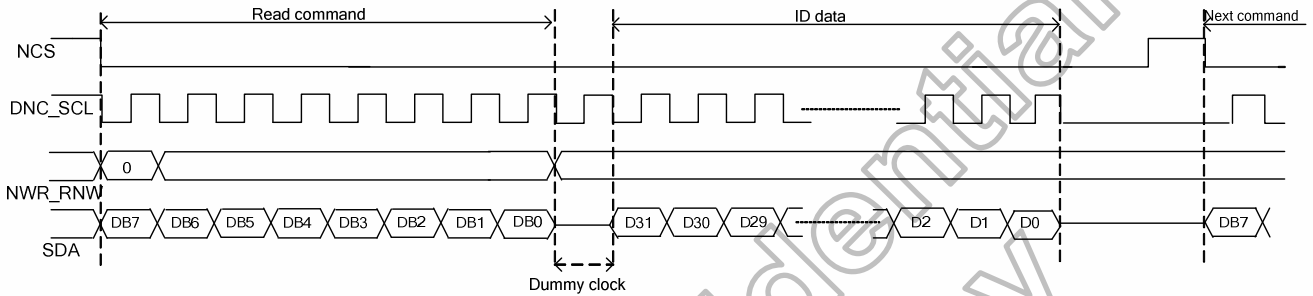 Read command
ID data
Next command
NCS
DNC_SCL
0
NWR_RNW
DB7 DB6 DB5 DB4 DB3 DB2 DB1 DB0 D31 D30 D29 D2 D1 D0 DB7
SDA
Dummy clock
idential